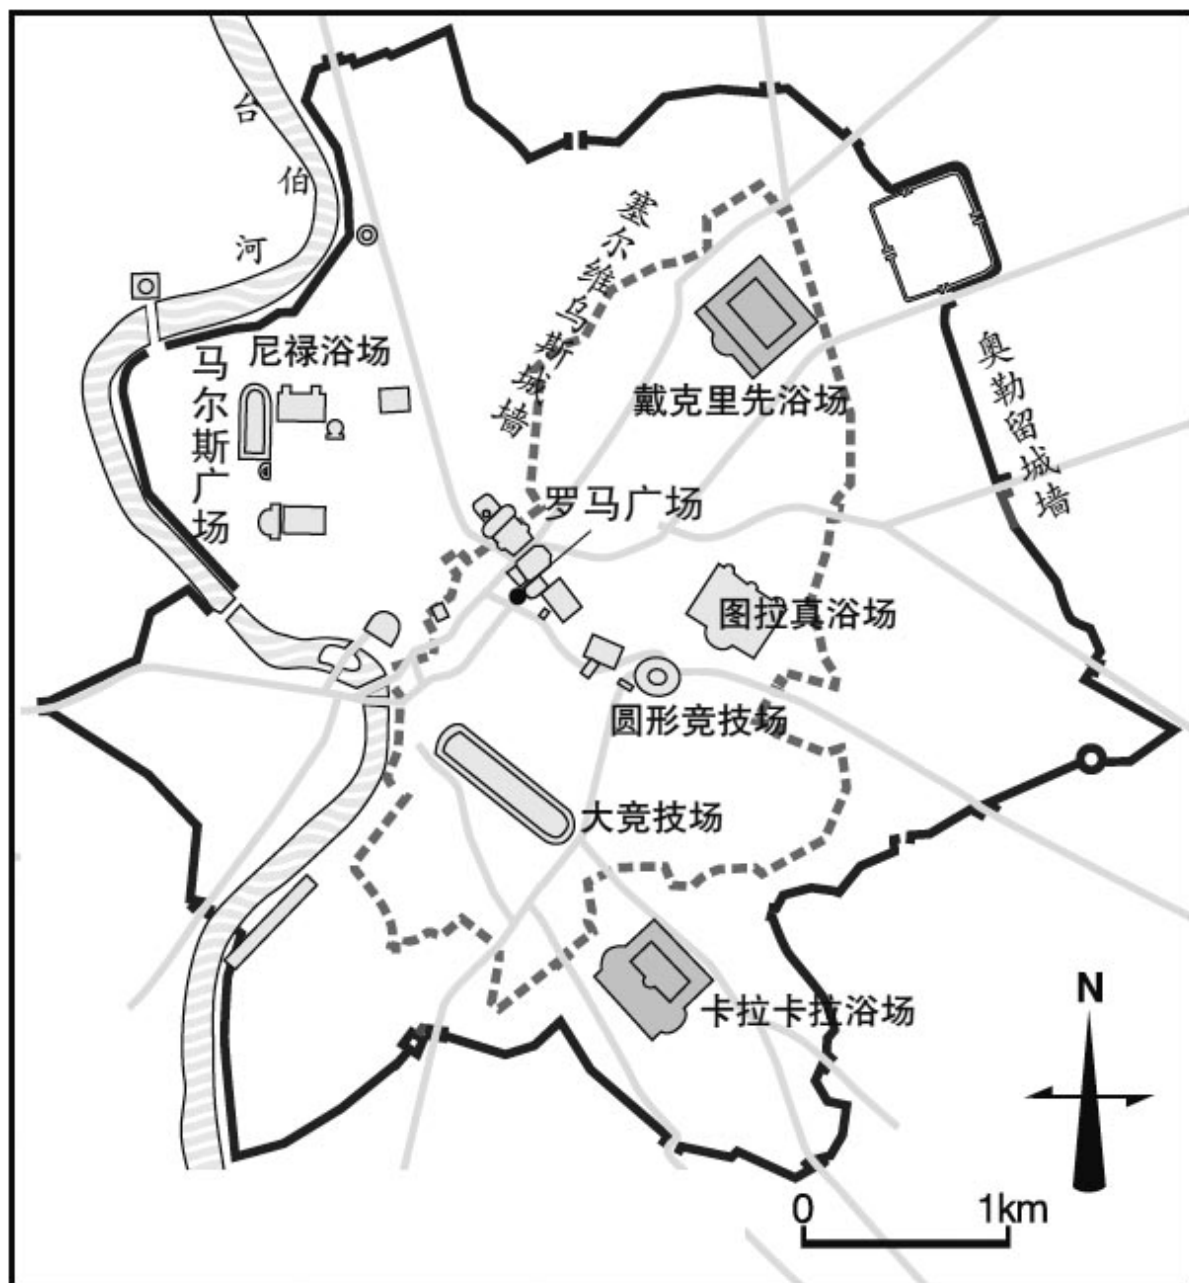 台伯河
塞尔维乌斯城墙
尼禄浴场
马尔斯广场
戴克里先浴场
奥勒留城墙
罗马广场
图拉真浴场
圆形竞技场
大竞技场
卡拉卡拉浴场
N
0 1km